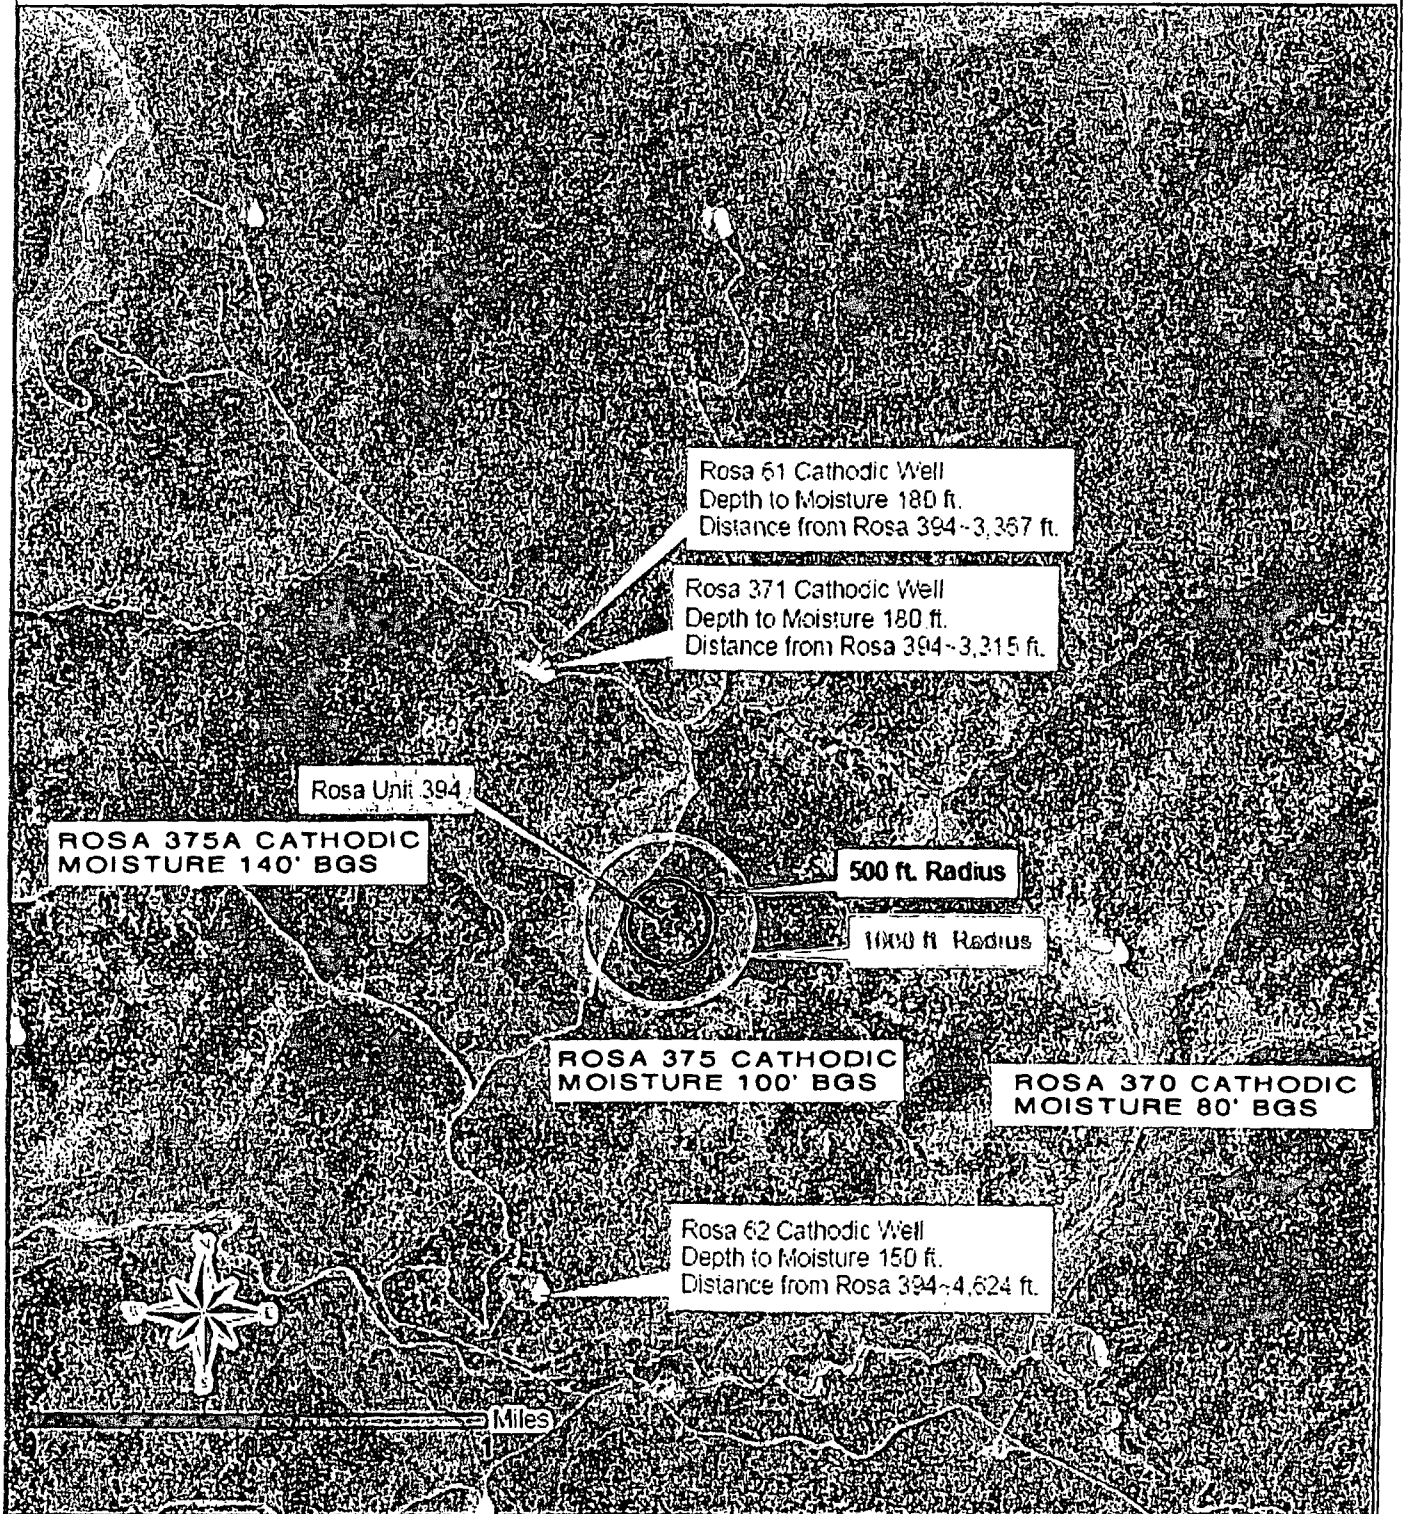 Rosa 61 Cathodic Well
Depth to Moisture 180 ft.
Distance from Rosa 394~3,367 ft.
Rosa 371 Cathodic Well
Depth to Moisture 180 ft.
Distance from Rosa 394~3,315 ft.
Rosa Unit 394
ROSA 375A CATHODIC
MOISTURE 140' BGS
500 ft. Radius
1000 ft Radius
ROSA 375 CATHODIC
MOISTURE 100' BGS
ROSA 370 CATHODIC
MOISTURE 80' BGS
Rosa 62 Cathodic Well
Depth to Moisture 150 ft.
Distance from Rosa 394~4,624 ft.
N
W
E
S
Miles
1